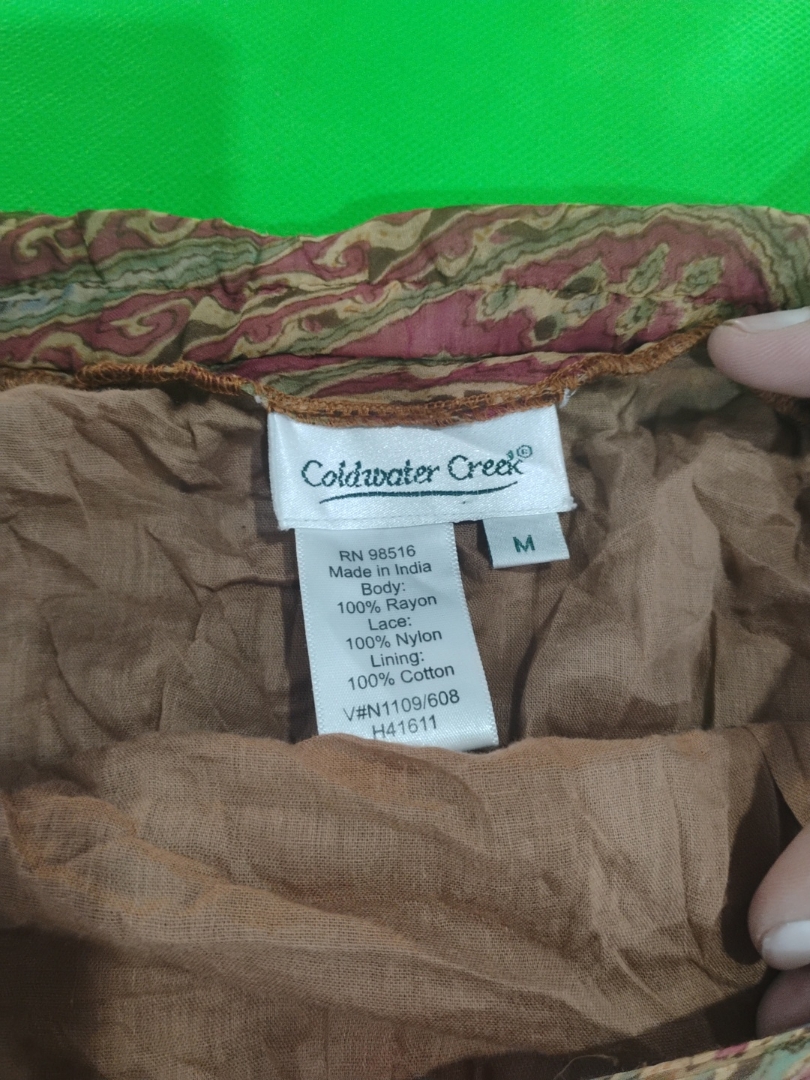 Coldwater Creek®
M
RN 98516
Made in India
Body:
100% Rayon
Lace:
100% Nylon
Lining:
100% Cotton
V#N1109/608
H41611